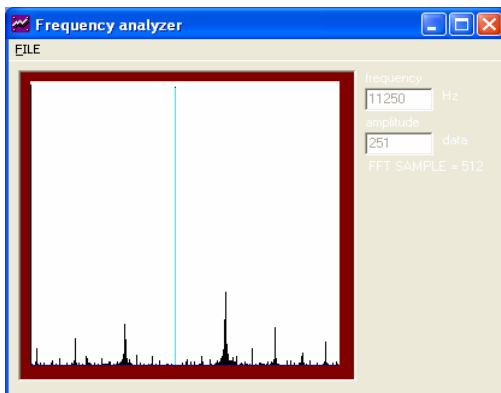 Frequency analyzer
FILE
frequency
11250 Hz
amplitude
251 data
FFT SAMPLE = 512